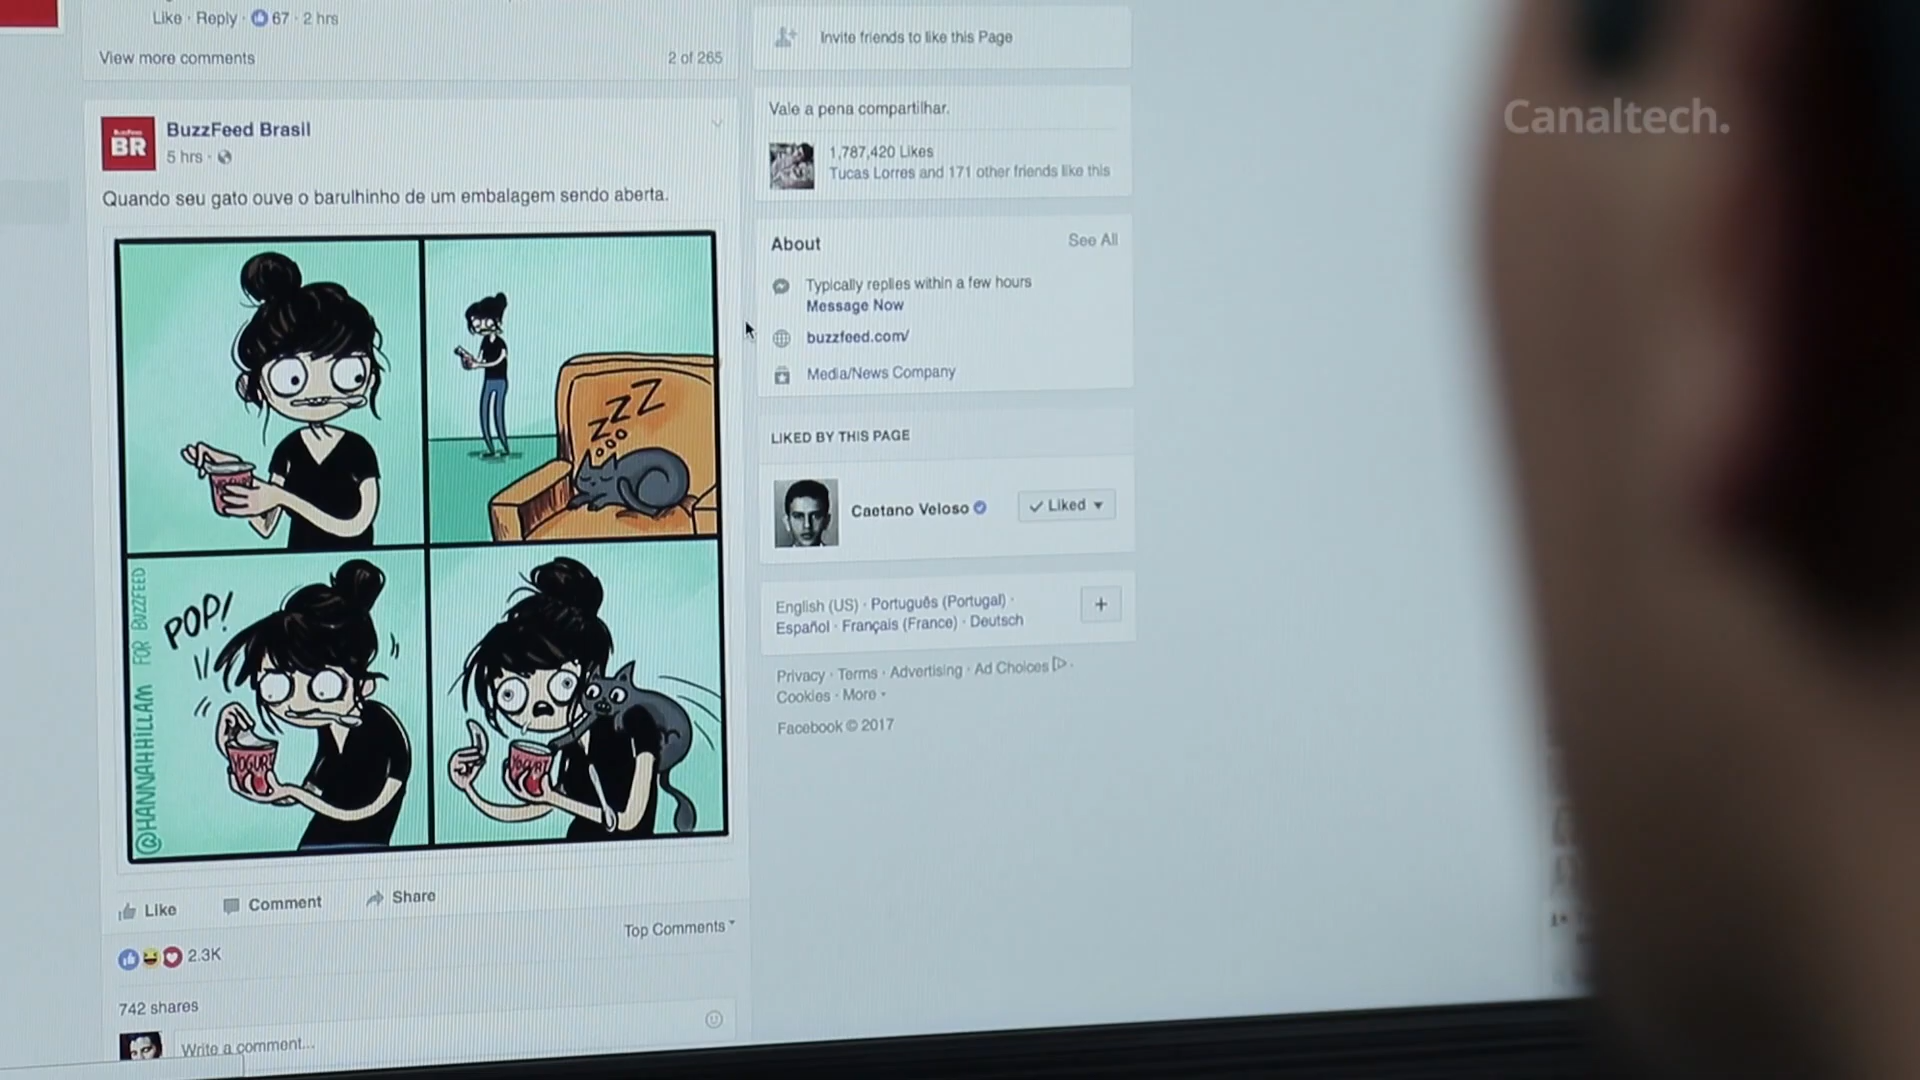 Like · Reply · 67 · 2 hrs
View more comments
2 of 265
BuzzFeed
BR
BuzzFeed Brasil
5 hrs ·
Quando seu gato ouve o barulhinho de um embalagem sendo aberta.
YOGURT
ZZZ
POP!
YOGURT
YOGURT
@HANNAHHILLAM FOR BUZZFEED
Like Comment Share
Top Comments
2.3K
742 shares
Write a comment...
Invite friends to like this Page
Vale a pena compartilhar.
1,787,420 Likes
Tucas Lorres and 171 other friends like this
About
See All
Typically replies within a few hours
Message Now
buzzfeed.com/
Media/News Company
LIKED BY THIS PAGE
Caetano Veloso
Liked
English (US) · Português (Portugal) ·
Español · Français (France) · Deutsch
+
Privacy · Terms · Advertising · Ad Choices ·
Cookies · More
Facebook © 2017
Canaltech.